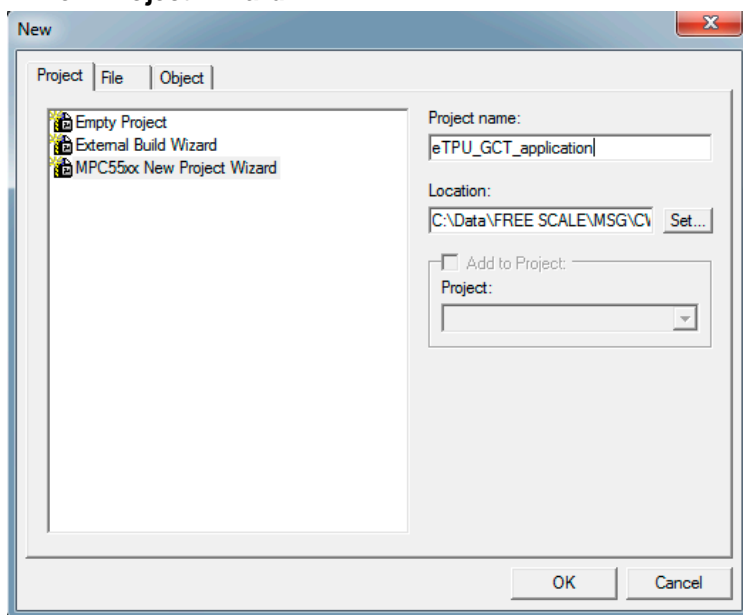 New
Project File Object
Empty Project
External Build Wizard
MPC55xx New Project Wizard
Project name:
eTPU_GCT_application
Location:
C:\Data\FREE SCALE\MSG\ Set...
Add to Project:
Project:
OK Cancel